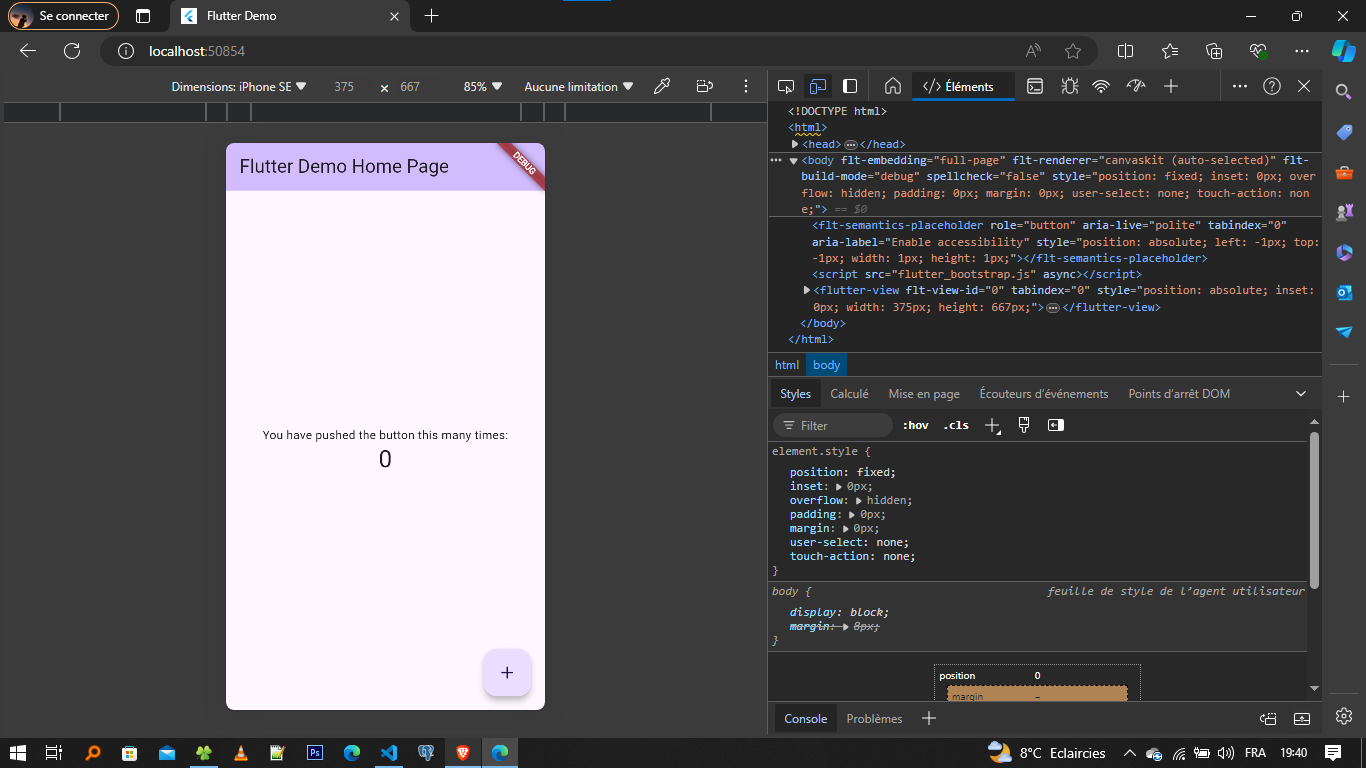 Se connecter
Flutter Demo
localhost:50854
Dimensions: iPhone SE 375 × 667 85% Aucune limitation
Éléments
Flutter Demo Home Page
DEBUG
You have pushed the button this many times:
0
+
<!DOCTYPE html>
<html>
<head>…</head>
<body flt-embedding="full-page" flt-renderer="canvaskit (auto-selected)" flt-
build-mode="debug" spellcheck="false" style="position: fixed; inset: 0px; over
flow: hidden; padding: 0px; margin: 0px; user-select: none; touch-action: non
e;"> == $0
<flt-semantics-placeholder role="button" aria-live="polite" tabindex="0"
aria-label="Enable accessibility" style="position: absolute; left: -1px; top:
-1px; width: 1px; height: 1px;"></flt-semantics-placeholder>
<script src="flutter_bootstrap.js" async></script>
<flutter-view flt-view-id="0" tabindex="0" style="position: absolute; inset:
0px; width: 375px; height: 667px;">…</flutter-view>
</body>
</html>
html body
Styles Calculé Mise en page Écouteurs d'événements Points d'arrêt DOM
Filter :hov .cls
element.style {
position: fixed;
inset: 0px;
overflow: hidden;
padding: 0px;
margin: 0px;
user-select: none;
touch-action: none;
}
body { feuille de style de l'agent utilisateur
display: block;
margin: 8px;
}
position 0
margin -
Console Problèmes
Ps
8°C Eclaircies FRA 19:40